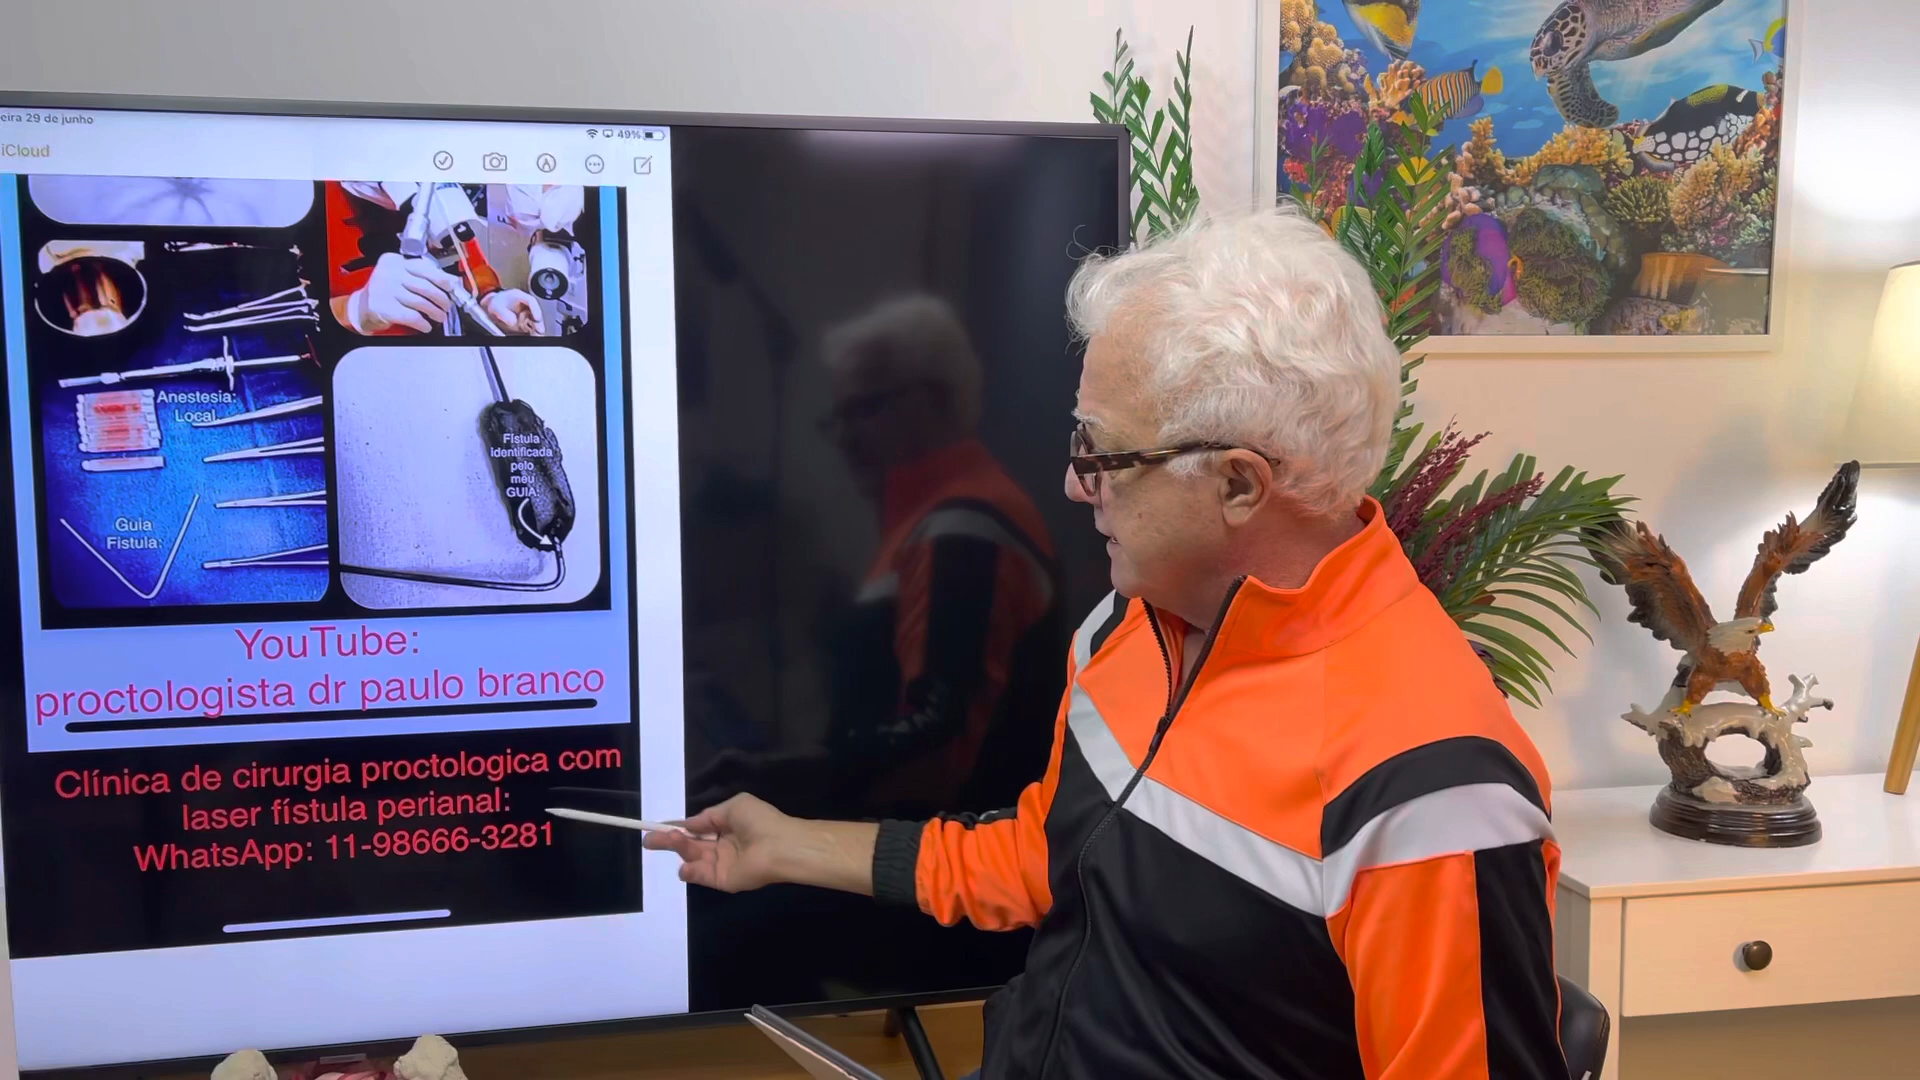 eira 29 de junho
49%
iCloud
Anestesia:
Local
Guia
Fistula:
Fístula
identificada
pelo
meu
GUIA:
YouTube:
proctologista dr paulo branco
Clínica de cirurgia proctologica com
laser fístula perianal:
WhatsApp: 11-98666-3281